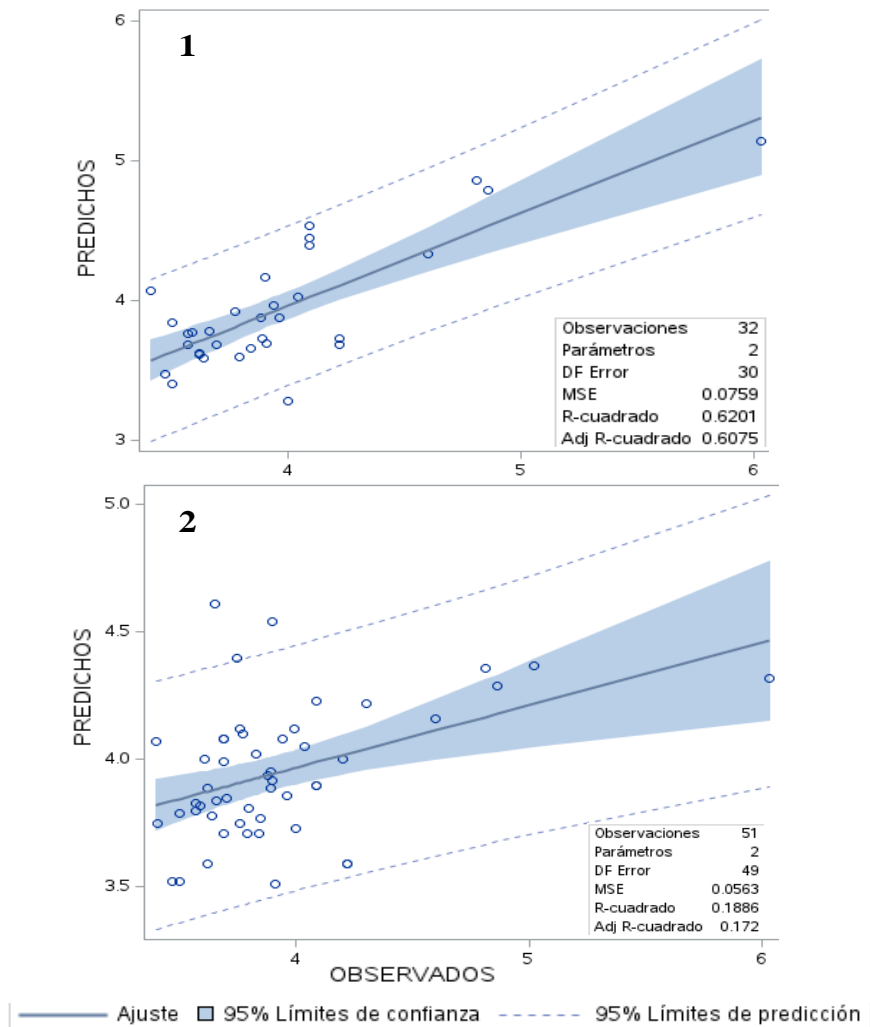 1
6
5
4
3
PREDICHOS
Observaciones 32
Parámetros 2
DF Error 30
MSE 0.0759
R-cuadrado 0.6201
Adj R-cuadrado 0.6075
4 5 6
2
5.0
4.5
4.0
3.5
PREDICHOS
Observaciones 51
Parámetros 2
DF Error 49
MSE 0.0563
R-cuadrado 0.1886
Adj R-cuadrado 0.172
4 5 6
OBSERVADOS
Ajuste 95% Límites de confianza 95% Límites de predicción